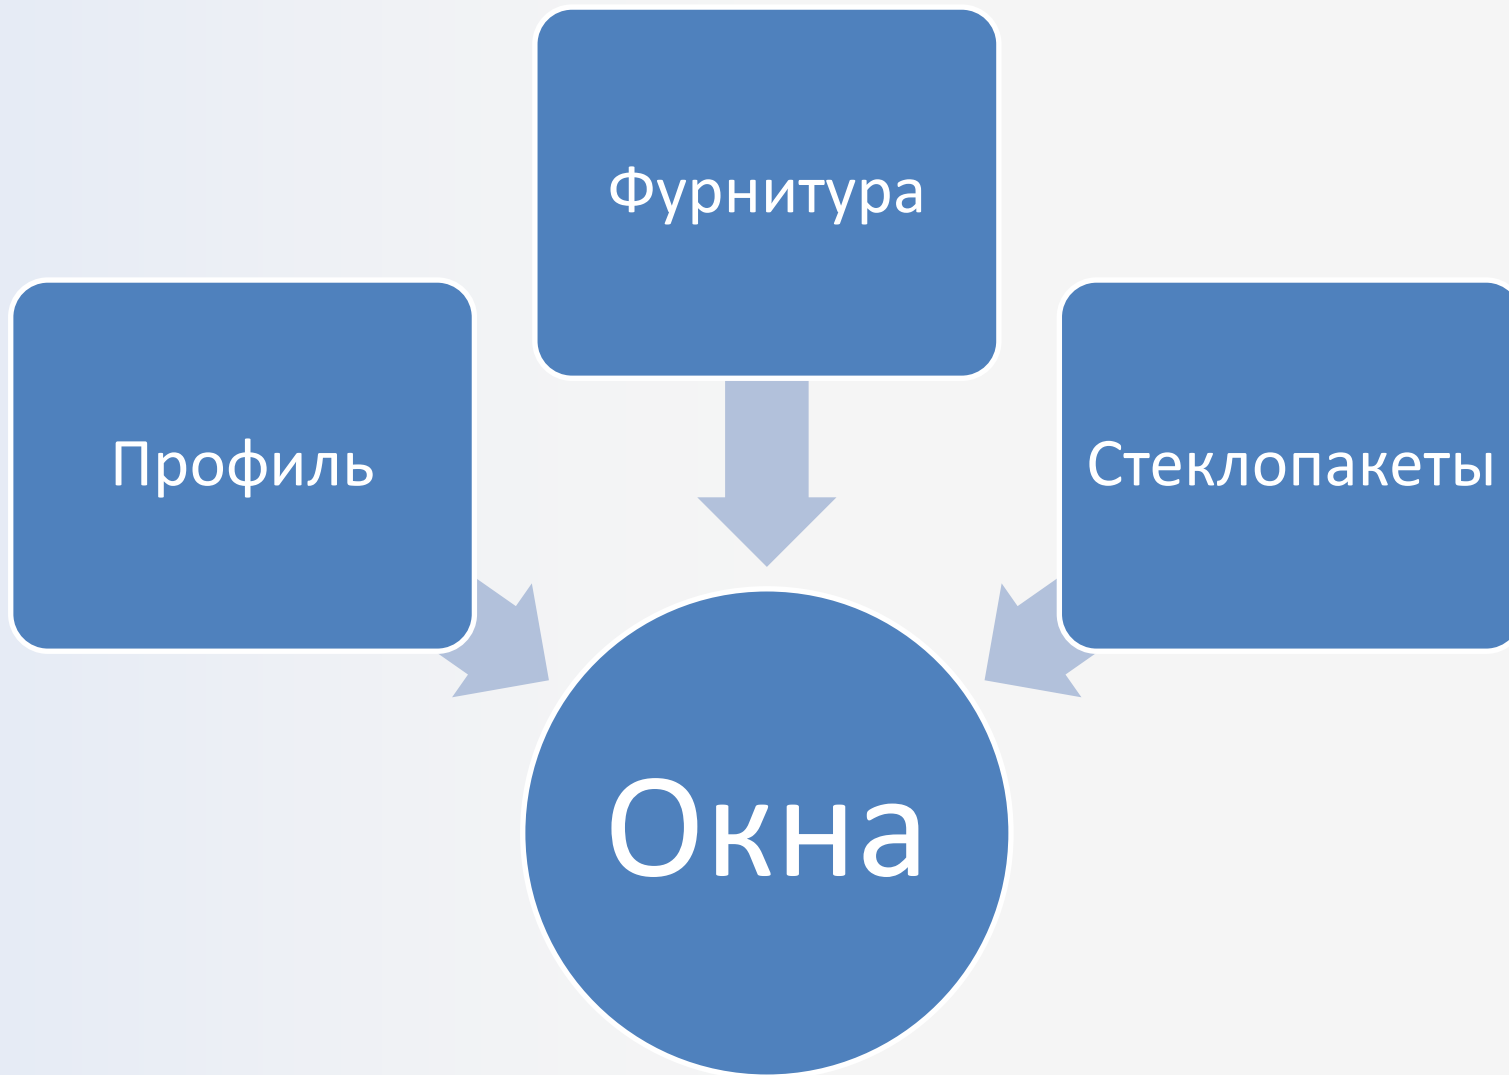 Фурнитура
Профиль
Стеклопакеты
Окна